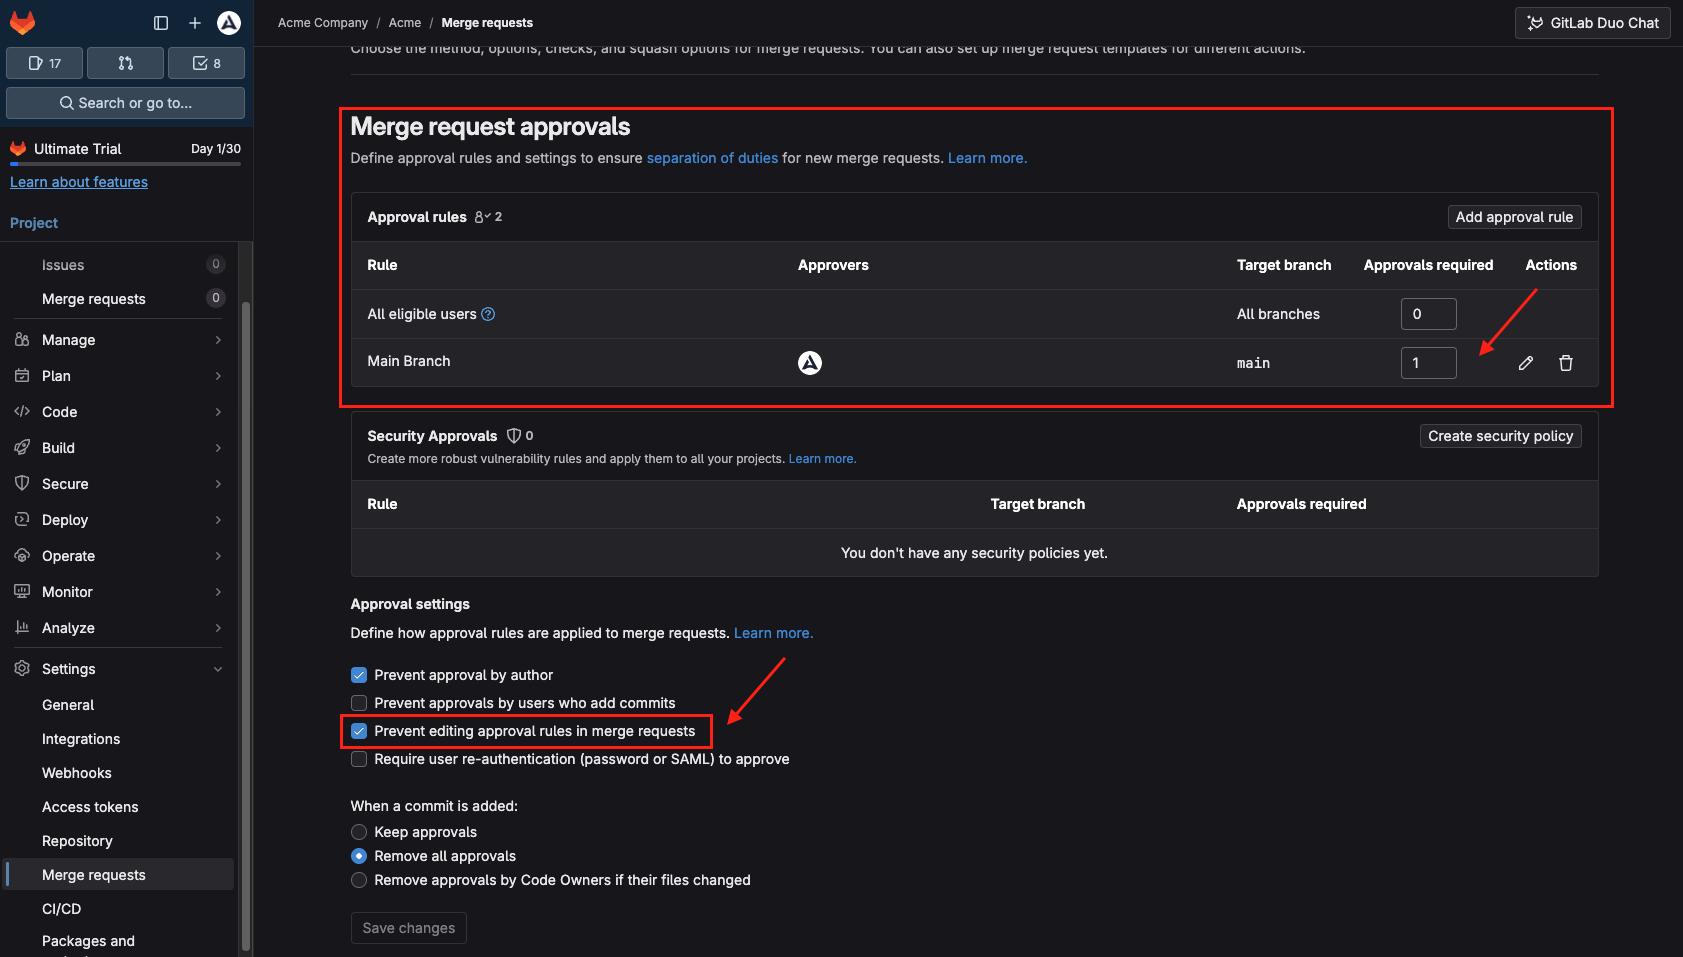 Acme Company / Acme / Merge requests
GitLab Duo Chat
17
8
Search or go to...
Ultimate Trial
Day 1/30
Learn about features
Project
Issues
0
Merge requests
0
Manage
Plan
Code
Build
Secure
Deploy
Operate
Monitor
Analyze
Settings
General
Integrations
Webhooks
Access tokens
Repository
Merge requests
CI/CD
Packages and
Choose the method, options, checks, and squash options for merge requests. You can also set up merge request templates for different actions.
Merge request approvals
Define approval rules and settings to ensure separation of duties for new merge requests. Learn more.
Approval rules 2
Add approval rule
Rule Approvers Target branch Approvals required Actions
All eligible users All branches 0
Main Branch main 1
Security Approvals 0
Create security policy
Create more robust vulnerability rules and apply them to all your projects. Learn more.
Rule Target branch Approvals required
You don't have any security policies yet.
Approval settings
Define how approval rules are applied to merge requests. Learn more.
Prevent approval by author
Prevent approvals by users who add commits
Prevent editing approval rules in merge requests
Require user re-authentication (password or SAML) to approve
When a commit is added:
Keep approvals
Remove all approvals
Remove approvals by Code Owners if their files changed
Save changes